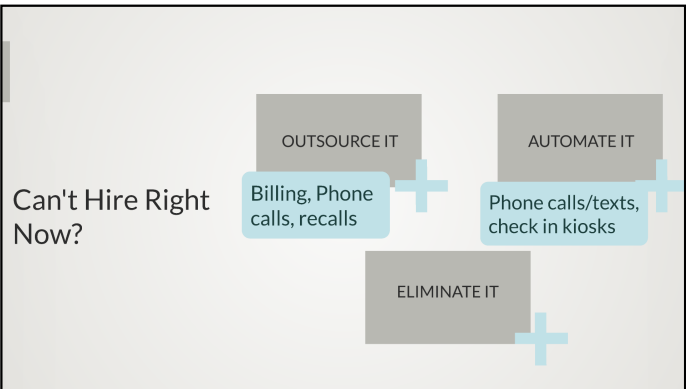 Can't Hire Right
Now?
OUTSOURCE IT
Billing, Phone
calls, recalls
AUTOMATE IT
Phone calls/texts,
check in kiosks
ELIMINATE IT